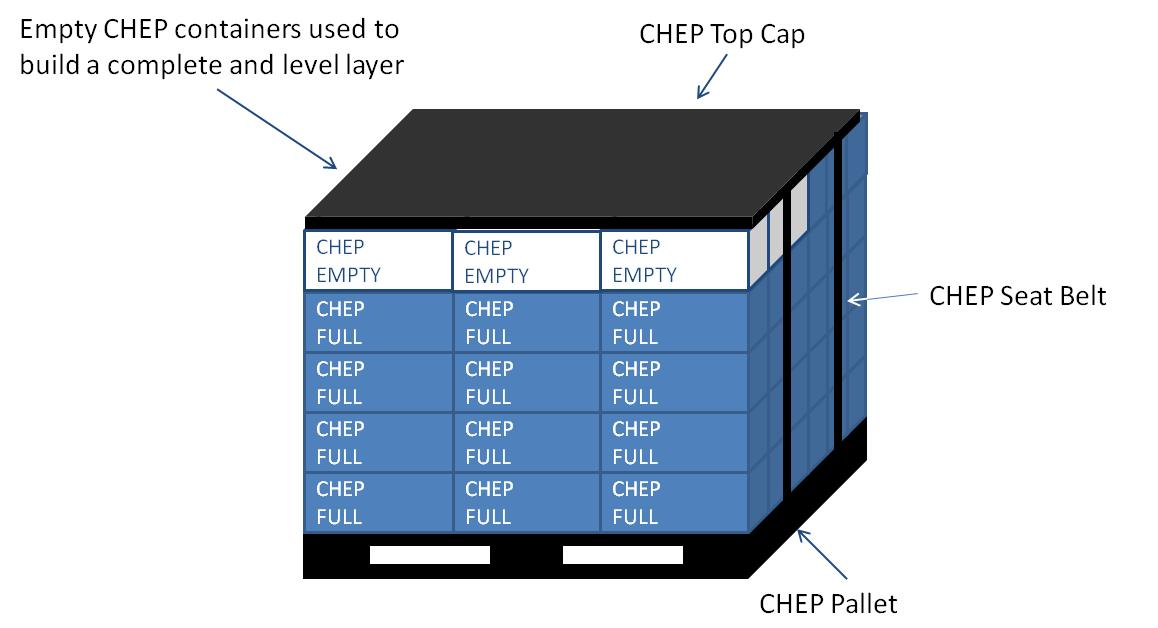 Empty CHEP containers used to
build a complete and level layer
CHEP Top Cap
CHEP
EMPTY
CHEP
EMPTY
CHEP
EMPTY
CHEP
FULL
CHEP
FULL
CHEP
FULL
CHEP
FULL
CHEP
FULL
CHEP
FULL
CHEP
FULL
CHEP
FULL
CHEP
FULL
CHEP
FULL
CHEP
FULL
CHEP
FULL
CHEP Seat Belt
CHEP Pallet